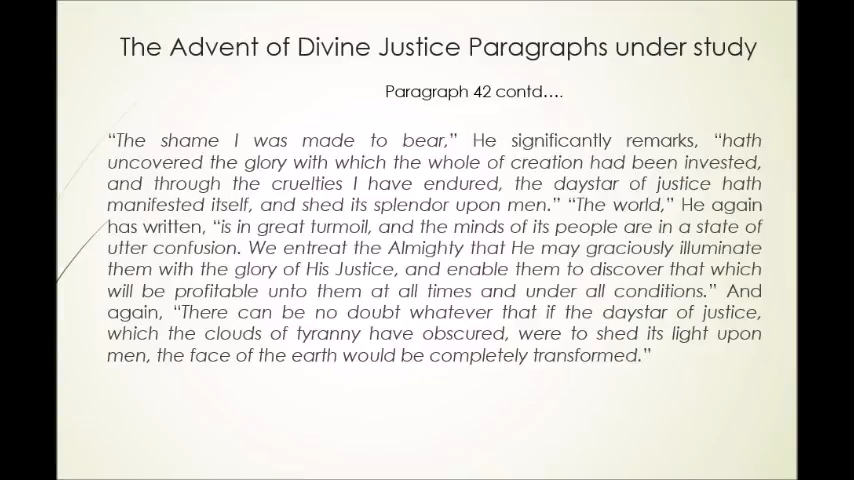 The Advent of Divine Justice Paragraphs under study
Paragraph 42 contd....
“The shame I was made to bear,” He significantly remarks, “hath
uncovered the glory with which the whole of creation had been invested,
and through the cruelties I have endured, the daystar of justice hath
manifested itself, and shed its splendor upon men.” “The world,” He again
has written, “is in great turmoil, and the minds of its people are in a state of
utter confusion. We entreat the Almighty that He may graciously illuminate
them with the glory of His Justice, and enable them to discover that which
will be profitable unto them at all times and under all conditions.” And
again, “There can be no doubt whatever that if the daystar of justice,
which the clouds of tyranny have obscured, were to shed its light upon
men, the face of the earth would be completely transformed.”